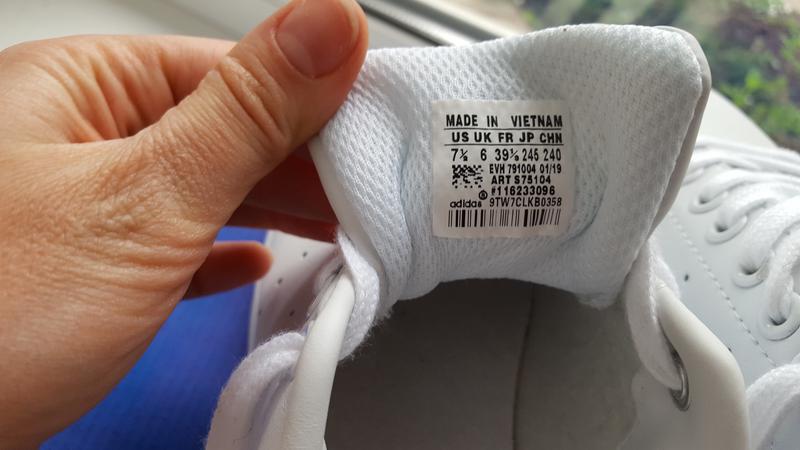 MADE IN VIETNAM
US UK FR JP CHN
7½ 6 39⅓ 245 240
EVH 791004 01/19
ART S75104
#116233096
adidas® 9TW7CLKB0358